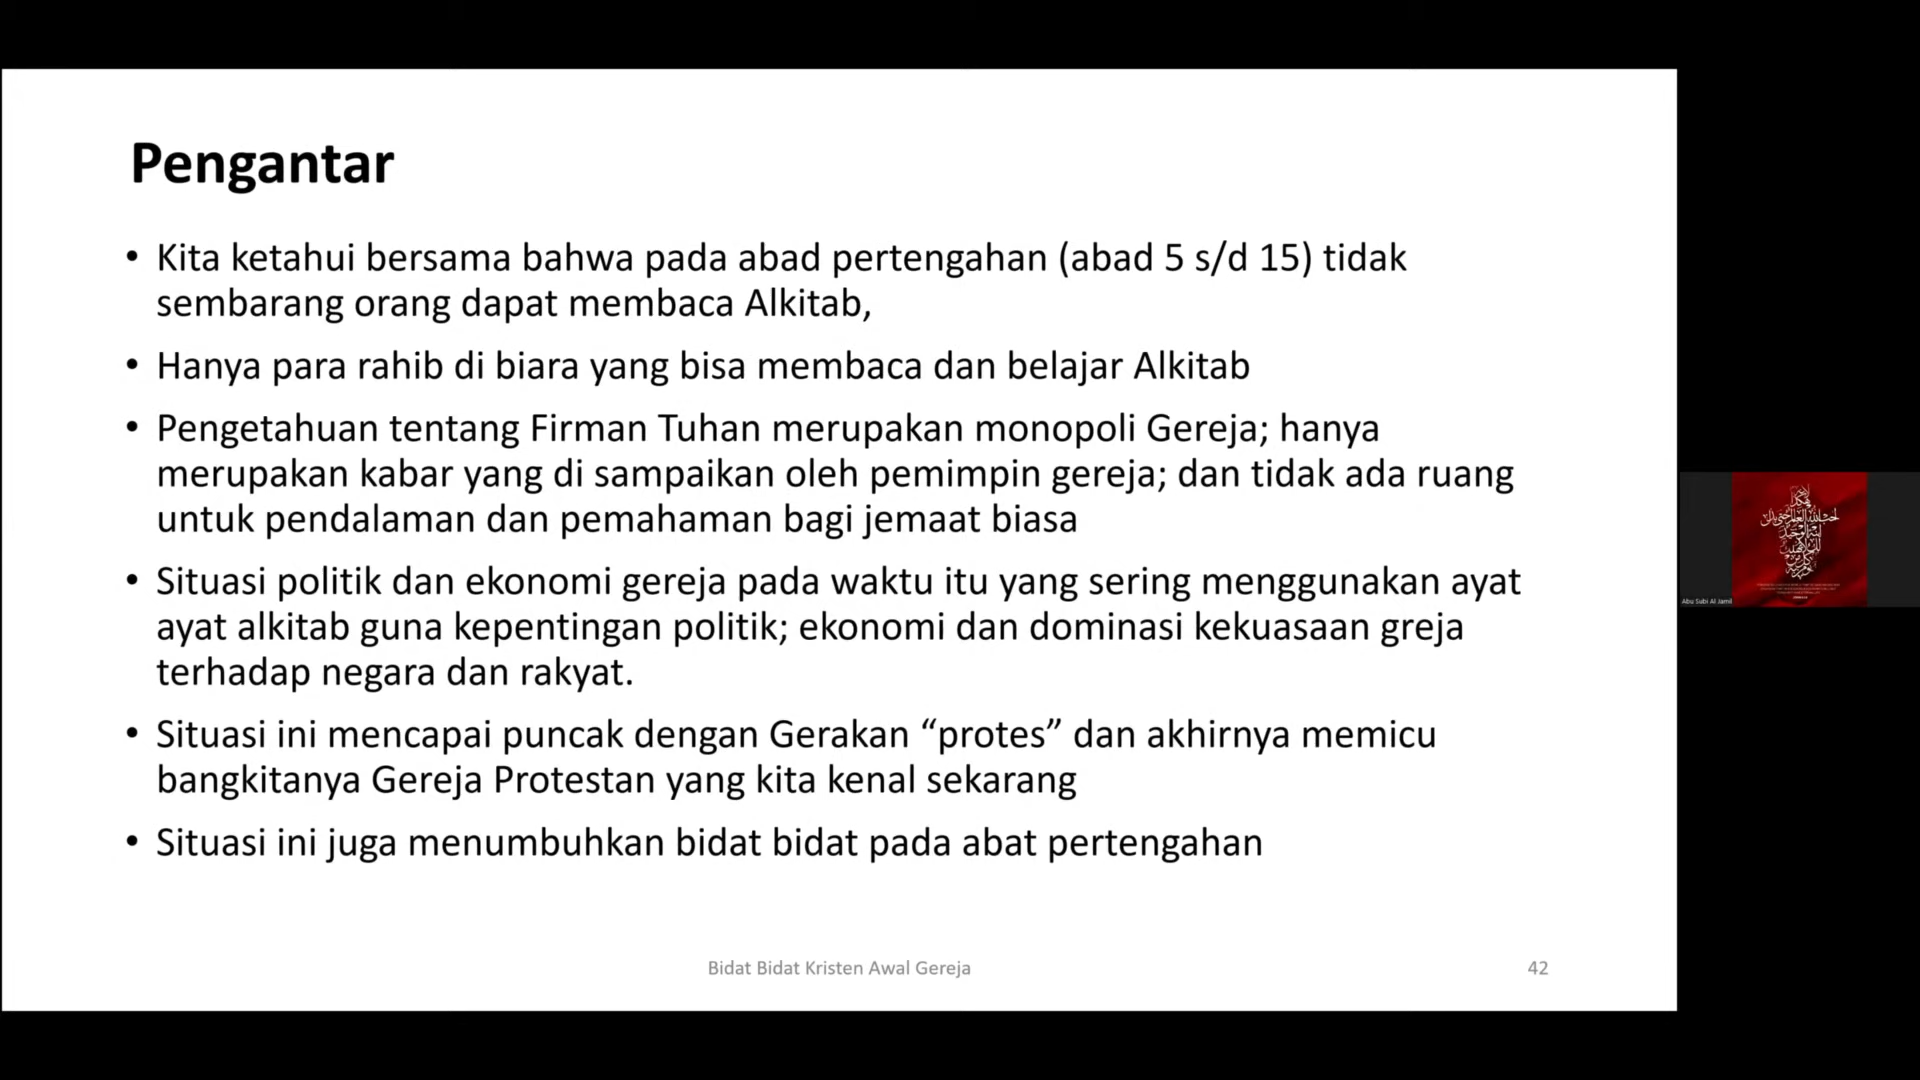 Pengantar
• Kita ketahui bersama bahwa pada abad pertengahan (abad 5 s/d 15) tidak
sembarang orang dapat membaca Alkitab,
• Hanya para rahib di biara yang bisa membaca dan belajar Alkitab
• Pengetahuan tentang Firman Tuhan merupakan monopoli Gereja; hanya
merupakan kabar yang di sampaikan oleh pemimpin gereja; dan tidak ada ruang
untuk pendalaman dan pemahaman bagi jemaat biasa
• Situasi politik dan ekonomi gereja pada waktu itu yang sering menggunakan ayat
ayat alkitab guna kepentingan politik; ekonomi dan dominasi kekuasaan greja
terhadap negara dan rakyat.
• Situasi ini mencapai puncak dengan Gerakan “protes” dan akhirnya memicu
bangkitanya Gereja Protestan yang kita kenal sekarang
• Situasi ini juga menumbuhkan bidat bidat pada abat pertengahan
Bidat Bidat Kristen Awal Gereja
42
Abu Subi Al Jamil